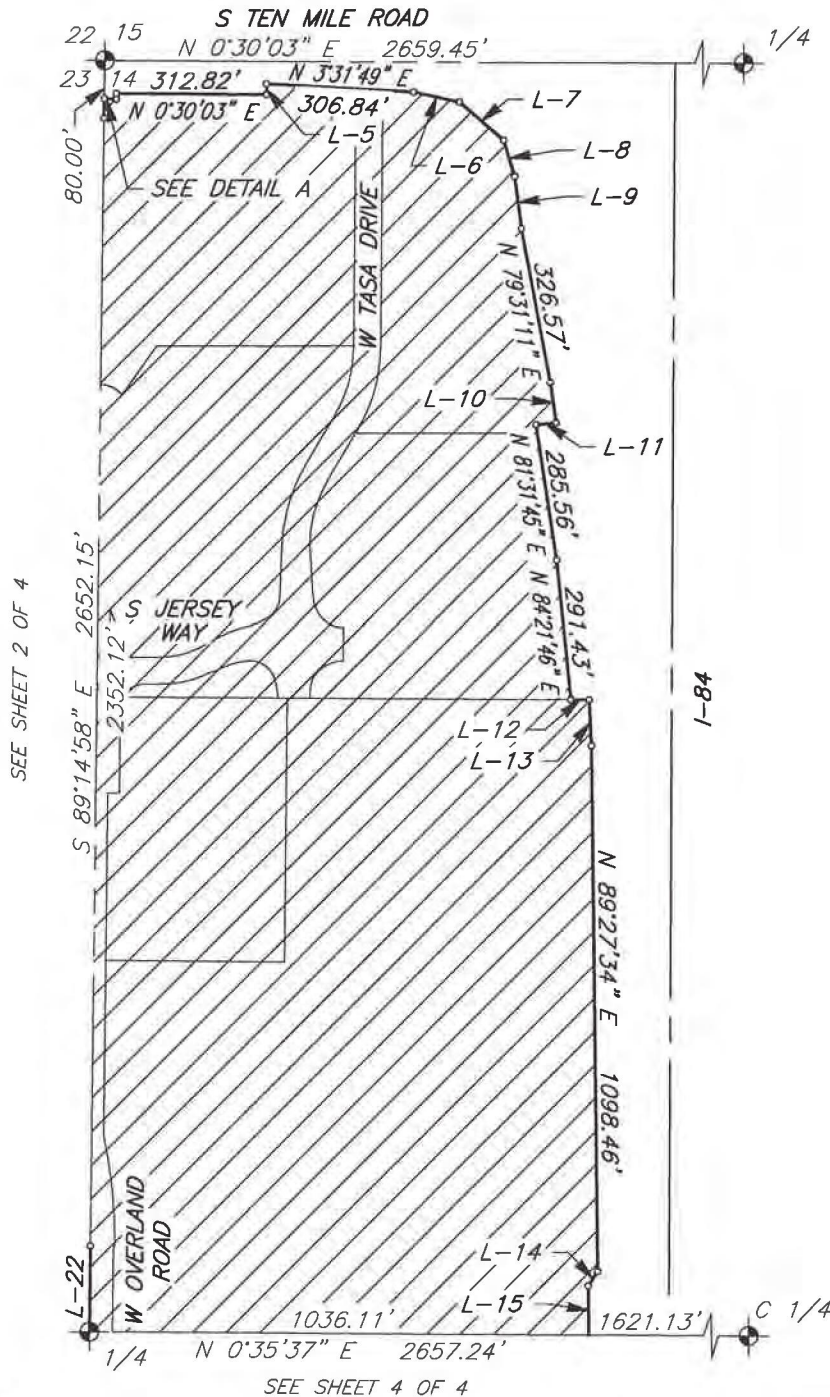 S TEN MILE ROAD
22 15
N 0°30'03" E 2659.45'
1/4
23 14
312.82'
N 3°31'49" E
N 0°30'03" E
306.84'
L-5
L-6
L-7
L-8
L-9
80.00'
SEE DETAIL A
W TASA DRIVE
326.57'
N 79°31'11" E
L-10
L-11
285.56'
N 81°31'45" E
291.43'
N 84°21'46" E
SEE SHEET 2 OF 4
S 89°14'58" E 2652.15'
2352.12'
S JERSEY
WAY
L-12
L-13
I-84
N 89°27'34" E 1098.46'
L-22
W OVERLAND
ROAD
L-14
L-15
1036.11'
1621.13'
C 1/4
1/4
N 0°35'37" E 2657.24'
SEE SHEET 4 OF 4